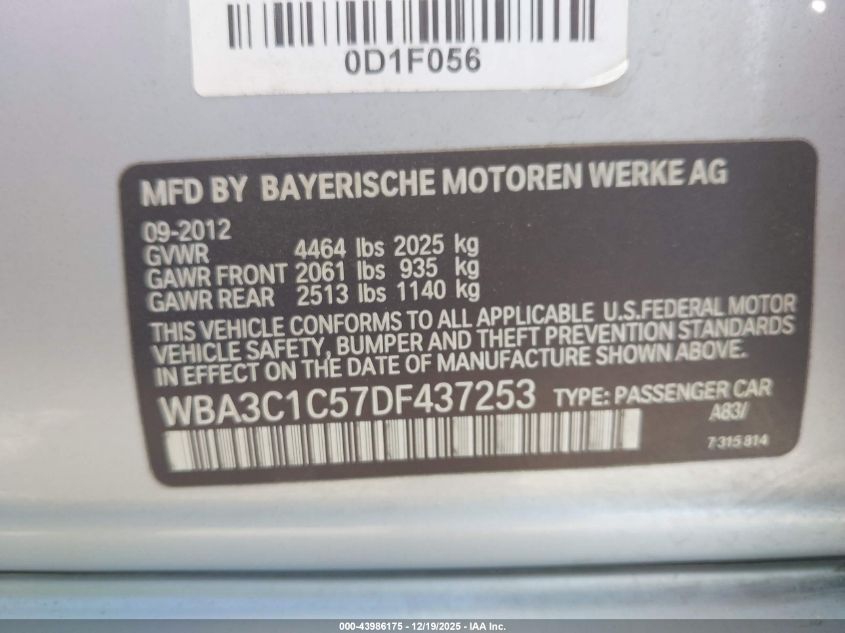 0D1F056
MFD BY BAYERISCHE MOTOREN WERKE AG
09-2012
GVWR 4464 lbs 2025 kg
GAWR FRONT 2061 lbs 935 kg
GAWR REAR 2513 lbs 1140 kg
THIS VEHICLE CONFORMS TO ALL APPLICABLE U.S.FEDERAL MOTOR
VEHICLE SAFETY, BUMPER AND THEFT PREVENTION STANDARDS
IN EFFECT ON THE DATE OF MANUFACTURE SHOWN ABOVE.
WBA3C1C57DF437253 TYPE: PASSENGER CAR
A83/
7 315 814
000-43986175 - 12/19/2025 - IAA Inc.